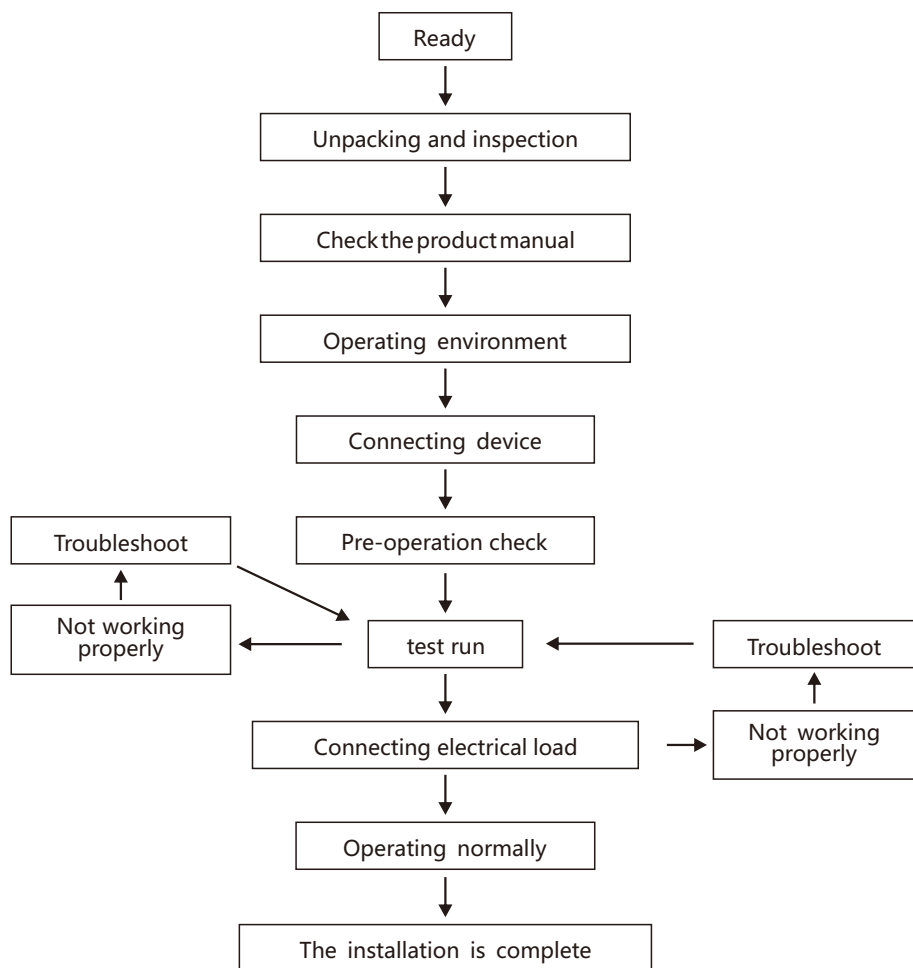 Ready
Unpacking and inspection
Check the product manual
Operating environment
Connecting device
Pre-operation check
Troubleshoot
Not working
properly
test run
Troubleshoot
Connecting electrical load
Not working
properly
Operating normally
The installation is complete